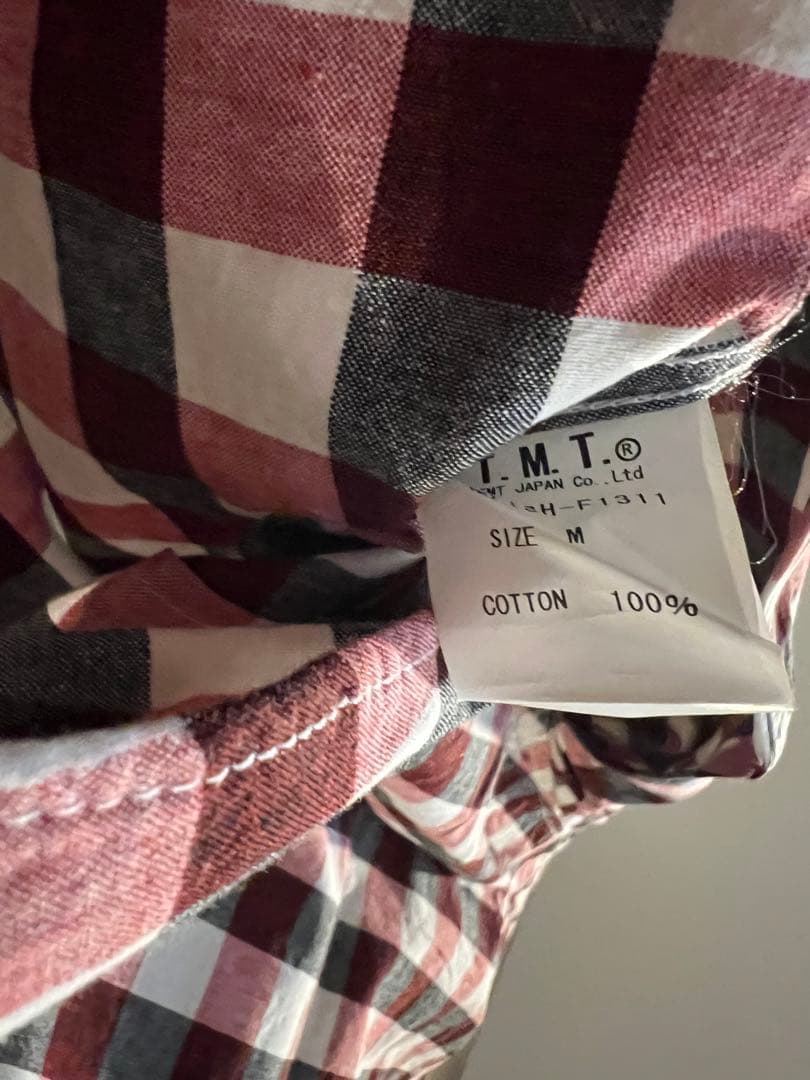 T. M. T.®
JAPAN Co.,Ltd
SIZE M
COTTON 100%